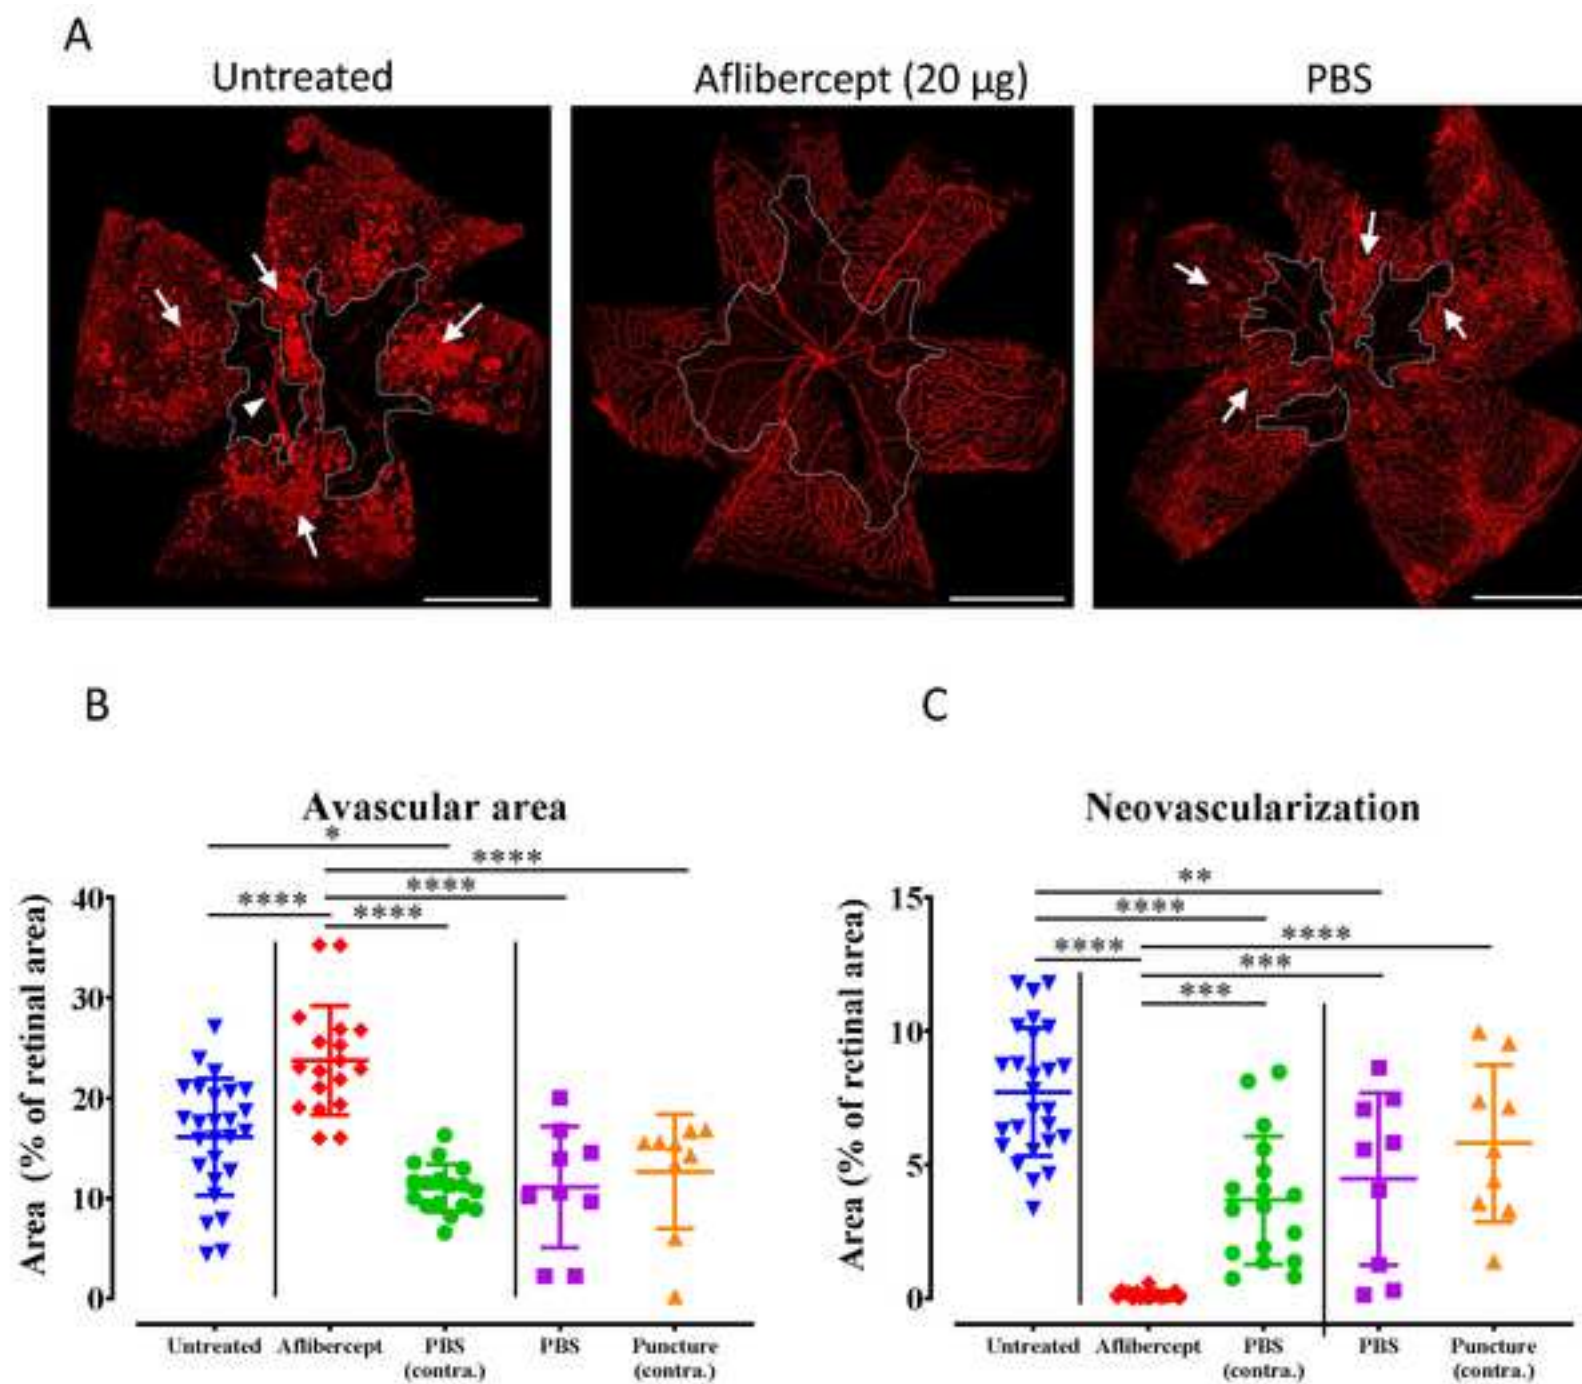 A
Untreated
Aflibercept (20 µg)
PBS
B
Avascular area
*
****
****
****
****
Area (% of retinal area)
40
30
20
10
0
Untreated
Aflibercept
PBS
(contra.)
PBS
Puncture
(contra.)
C
Neovascularization
**
****
****
****
***
***
Area (% of retinal area)
15
10
5
0
Untreated
Aflibercept
PBS
(contra.)
PBS
Puncture
(contra.)